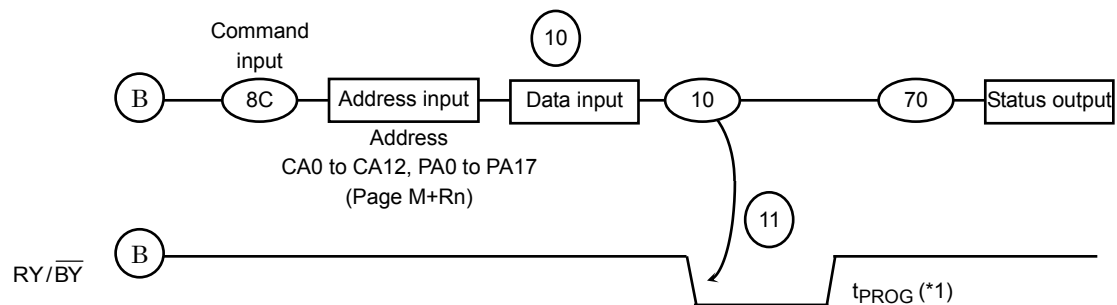 Command
input
10
B
8C
Address input
Data input
10
70
Status output
Address
CA0 to CA12, PA0 to PA17
(Page M+Rn)
11
B
RY/BY
tPROG (*1)